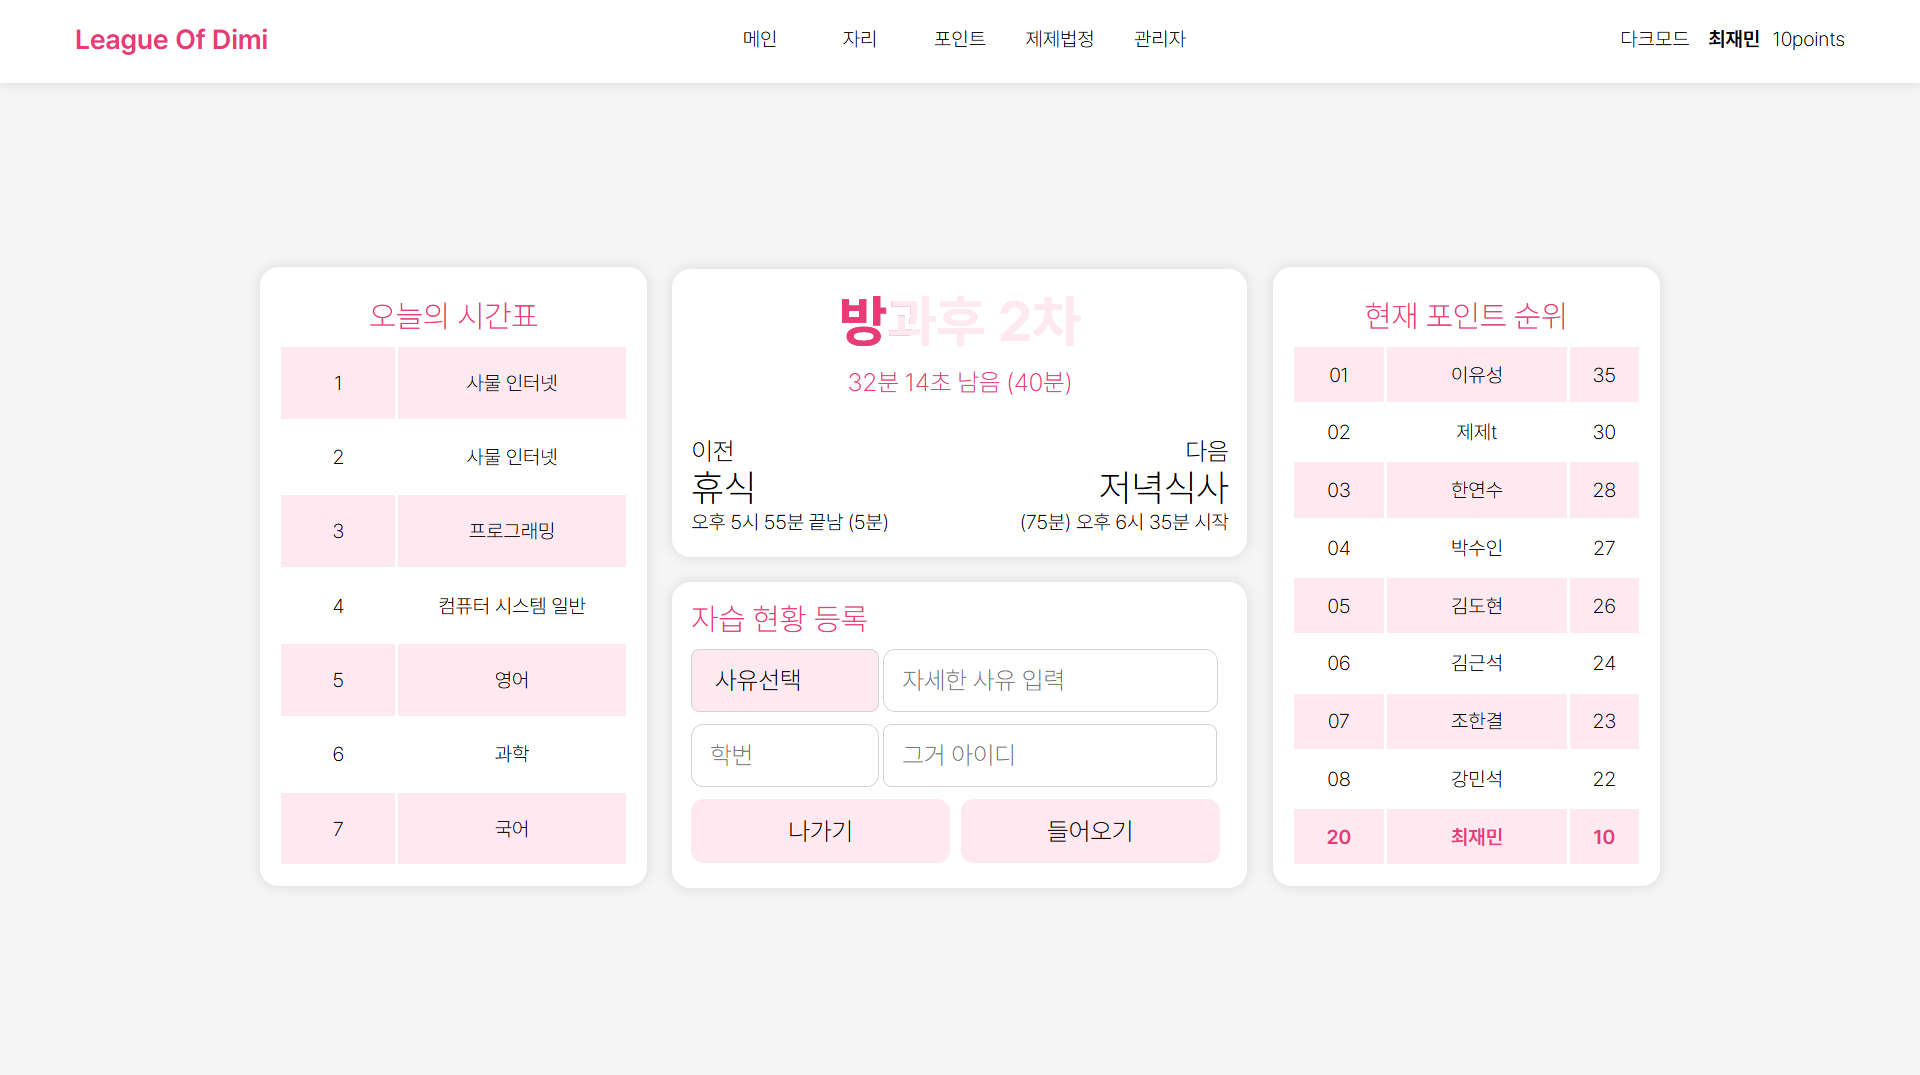 League Of Dimi
메인 자리 포인트 제제법정 관리자
다크모드 최재민 10points
오늘의 시간표
1 사물 인터넷
2 사물 인터넷
3 프로그래밍
4 컴퓨터 시스템 일반
5 영어
6 과학
7 국어
방과후 2차
32분 14초 남음 (40분)
이전
휴식
오후 5시 55분 끝남 (5분)
다음
저녁식사
(75분) 오후 6시 35분 시작
자습 현황 등록
사유선택 자세한 사유 입력
학번 그거 아이디
나가기 들어오기
현재 포인트 순위
01 이유성 35
02 제제t 30
03 한연수 28
04 박수인 27
05 김도현 26
06 김근석 24
07 조한결 23
08 강민석 22
20 최재민 10